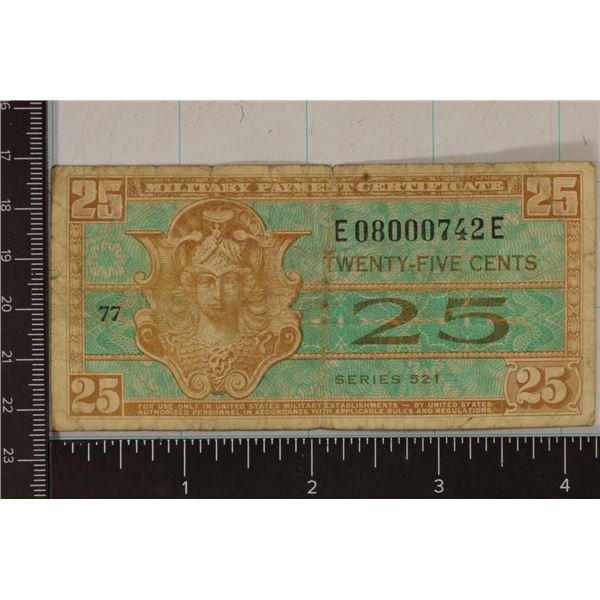 25 MILITARY PAYMENT CERTIFICATE 25
E08000742E
TWENTY-FIVE CENTS
77
25
SERIES 521
25 25
FOR USE ONLY IN UNITED STATES MILITARY ESTABLISHMENTS - BY UNITED STATES
AUTHORIZED PERSONNEL IN ACCORDANCE WITH APPLICABLE RULES AND REGULATIONS.
16
17
18
19
20
21
22
23
1 2 3 4